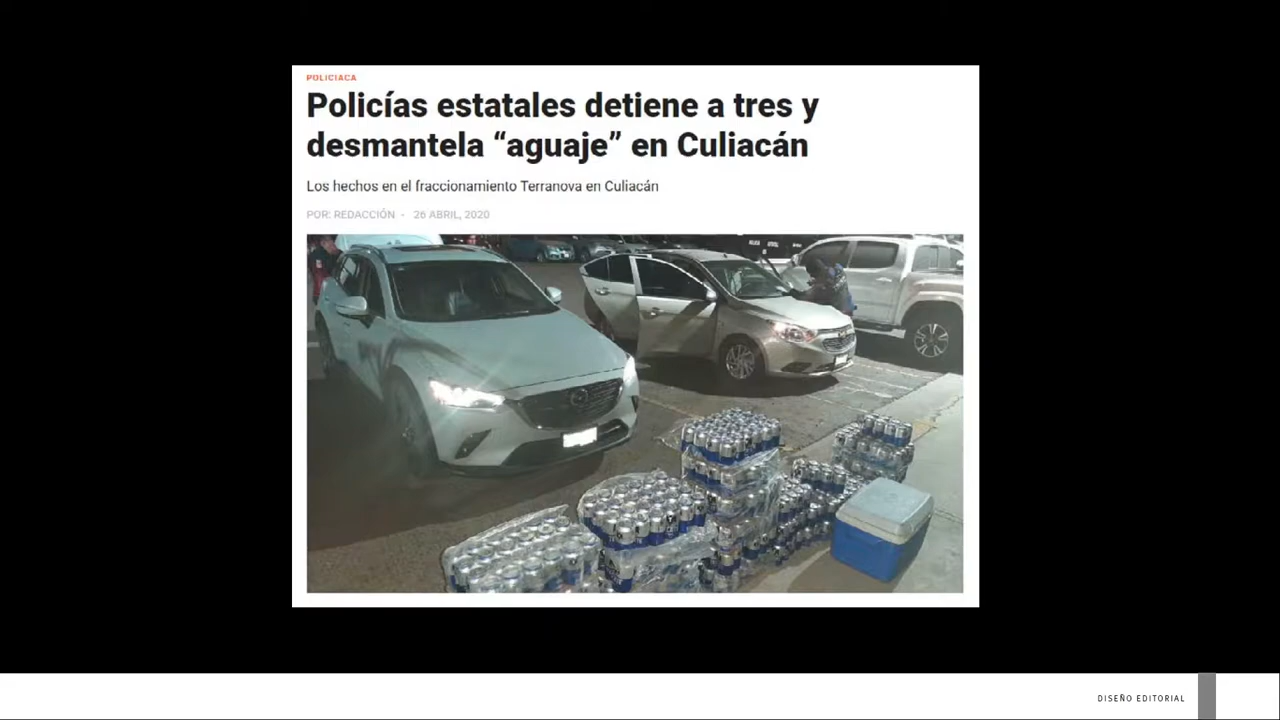 POLICIACA
Policías estatales detiene a tres y
desmantela “aguaje” en Culiacán
Los hechos en el fraccionamiento Terranova en Culiacán
POR: REDACCIÓN - 26 ABRIL, 2020
DISEÑO EDITORIAL